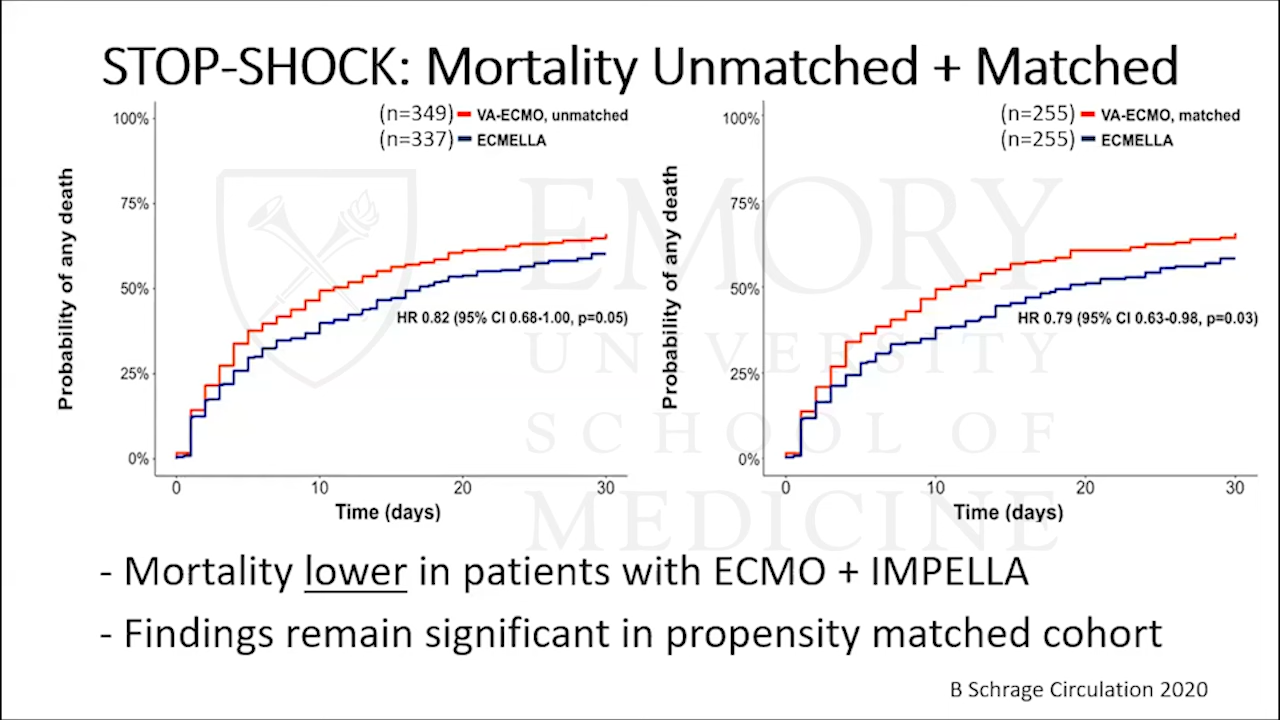 STOP-SHOCK: Mortality Unmatched + Matched
(n=349) VA-ECMO, unmatched
(n=337) ECMELLA
100%
75%
50%
25%
0%
Probability of any death
HR 0.82 (95% CI 0.68-1.00, p=0.05)
0 10 20 30
Time (days)
(n=255) VA-ECMO, matched
(n=255) ECMELLA
100%
75%
50%
25%
0%
Probability of any death
HR 0.79 (95% CI 0.63-0.98, p=0.03)
0 10 20 30
Time (days)
EMORY
UNIVERSITY
SCHOOL OF
MEDICINE
- Mortality lower in patients with ECMO + IMPELLA
- Findings remain significant in propensity matched cohort
B Schrage Circulation 2020